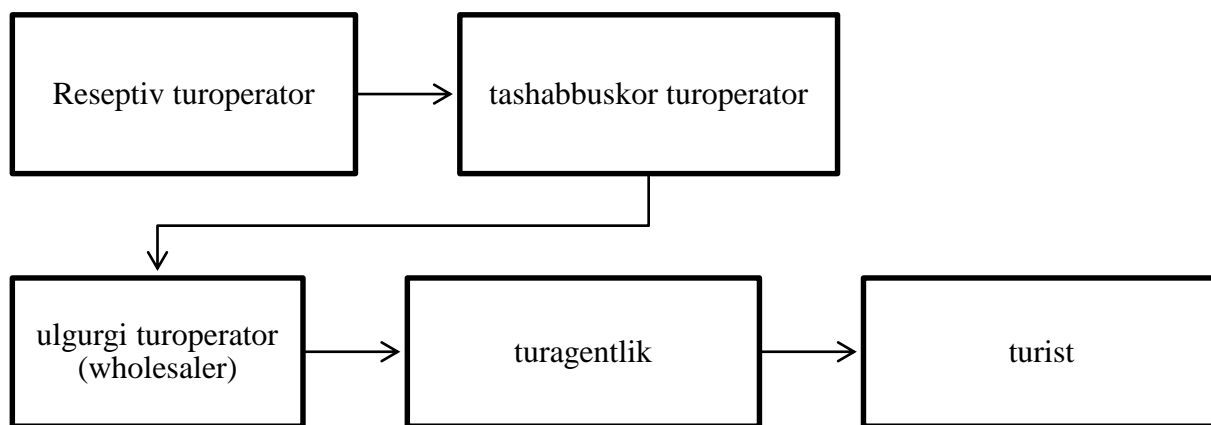 Reseptiv turoperator
tashabbuskor turoperator
ulgurgi turoperator
(wholesaler)
turagentlik
turist